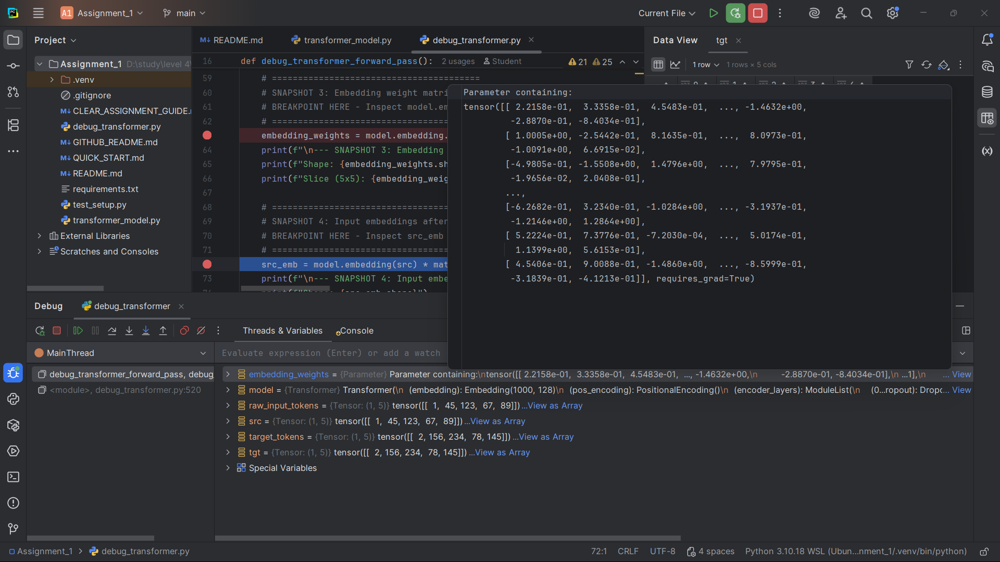 A1 Assignment_1 main Current File
Project
Assignment_1 D:\study\level 4\
.venv
.gitignore
CLEAR_ASSIGNMENT_GUIDE.
debug_transformer.py
GITHUB_README.md
QUICK_START.md
README.md
requirements.txt
test_setup.py
transformer_model.py
External Libraries
Scratches and Consoles
README.md transformer_model.py debug_transformer.py
16 def debug_transformer_forward_pass(): 2 usages Student 21 25
59 # ========================================
60 # SNAPSHOT 3: Embedding weight matri
61 # BREAKPOINT HERE - Inspect model.em
62 # ==================================
embedding_weights = model.embedding.
64 print(f"\n--- SNAPSHOT 3: Embedding
65 print(f"Shape: {embedding_weights.sh
66 print(f"Slice (5x5): {embedding_weig
67
68 # ==================================
69 # SNAPSHOT 4: Input embeddings after
70 # BREAKPOINT HERE - Inspect src_emb
71 # ==================================
src_emb = model.embedding(src) * mat
73 print(f"\n--- SNAPSHOT 4: Input embe
Data View tgt
1 row 1 rows × 5 cols
Parameter containing:
tensor([[ 2.2158e-01, 3.3358e-01, 4.5483e-01, ..., -1.4632e+00,
-2.8870e-01, -8.4034e-01],
[ 1.0005e+00, -2.5442e-01, 8.1635e-01, ..., 8.0973e-01,
-1.0091e+00, 6.6915e-02],
[-4.9805e-01, -1.5508e+00, 1.4796e+00, ..., 7.9795e-01,
-1.9656e-02, 2.0408e-01],
...,
[-6.2682e-01, 3.2340e-01, -1.0284e+00, ..., -3.1937e-01,
-1.2146e+00, 1.2864e+00],
[ 5.2224e-01, 7.3776e-01, -7.2030e-04, ..., 5.0174e-01,
1.1399e+00, 5.6153e-01],
[ 4.5406e-01, 9.0088e-01, -1.4860e+00, ..., -8.5999e-01,
-3.1839e-01, -4.1213e-01]], requires_grad=True)
Debug debug_transformer
Threads & Variables Console
MainThread
Evaluate expression (Enter) or add a watch
debug_transformer_forward_pass, debug_
<module>, debug_transformer.py:520
embedding_weights = {Parameter} Parameter containing:\ntensor([[ 2.2158e-01, 3.3358e-01, 4.5483e-01, ..., -1.4632e+00,\n -2.8870e-01, -8.4034e-01],\n ...1],\n ... View
model = {Transformer} Transformer(\n (embedding): Embedding(1000, 128)\n (pos_encoding): PositionalEncoding()\n (encoder_layers): ModuleList(\n (0...ropout): Dropc... View
raw_input_tokens = {Tensor: (1, 5)} tensor([[ 1, 45, 123, 67, 89]])...View as Array
src = {Tensor: (1, 5)} tensor([[ 1, 45, 123, 67, 89]])...View as Array
target_tokens = {Tensor: (1, 5)} tensor([[ 2, 156, 234, 78, 145]])...View as Array
tgt = {Tensor: (1, 5)} tensor([[ 2, 156, 234, 78, 145]])...View as Array
Special Variables
Assignment_1 debug_transformer.py
72:1 CRLF UTF-8 4 spaces Python 3.10.18 WSL (Ubun...nment_1/.venv/bin/python)